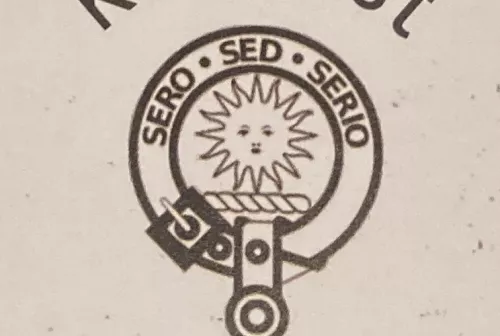 SERO • SED • SERIO